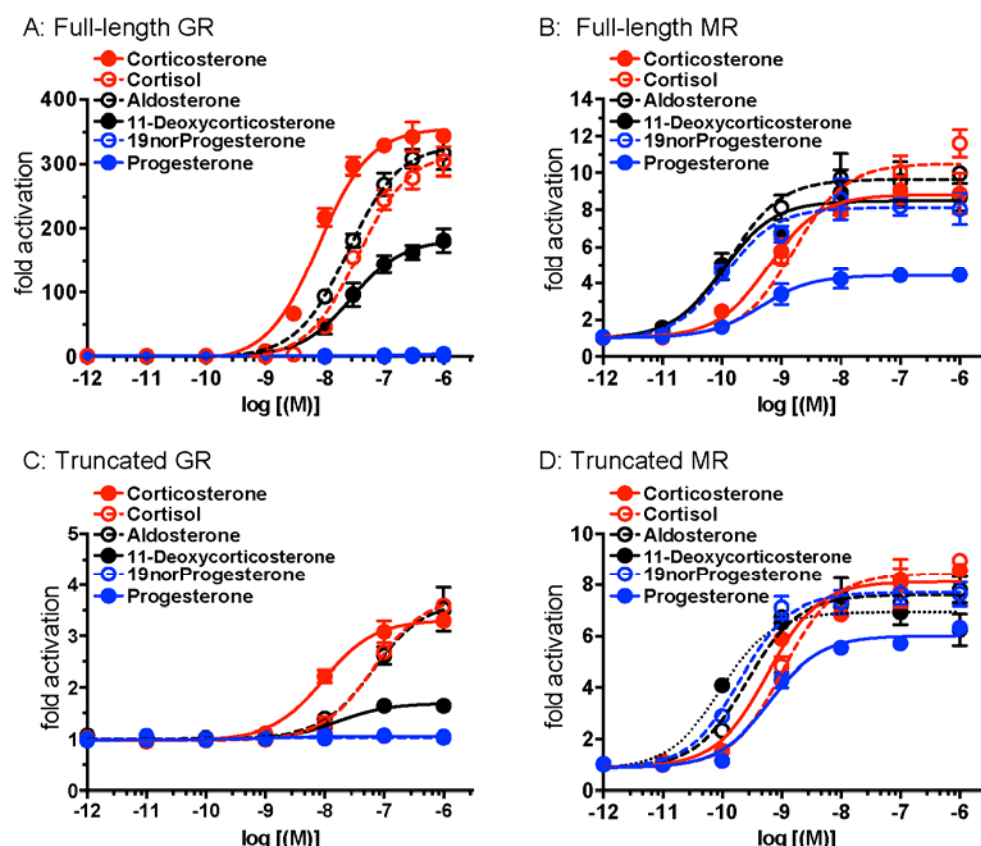 A: Full-length GR
Corticosterone
Cortisol
Aldosterone
11-Deoxycorticosterone
19norProgesterone
Progesterone
fold activation
400
300
200
100
0
-12 -11 -10 -9 -8 -7 -6
log [(M)]
B: Full-length MR
Corticosterone
Cortisol
Aldosterone
11-Deoxycorticosterone
19norProgesterone
Progesterone
fold activation
14
12
10
8
6
4
2
0
-12 -11 -10 -9 -8 -7 -6
log [(M)]
C: Truncated GR
Corticosterone
Cortisol
Aldosterone
11-Deoxycorticosterone
19norProgesterone
Progesterone
fold activation
5
4
3
2
1
0
-12 -11 -10 -9 -8 -7 -6
log [(M)]
D: Truncated MR
Corticosterone
Cortisol
Aldosterone
11-Deoxycorticosterone
19norProgesterone
Progesterone
fold activation
10
8
6
4
2
0
-12 -11 -10 -9 -8 -7 -6
log [(M)]